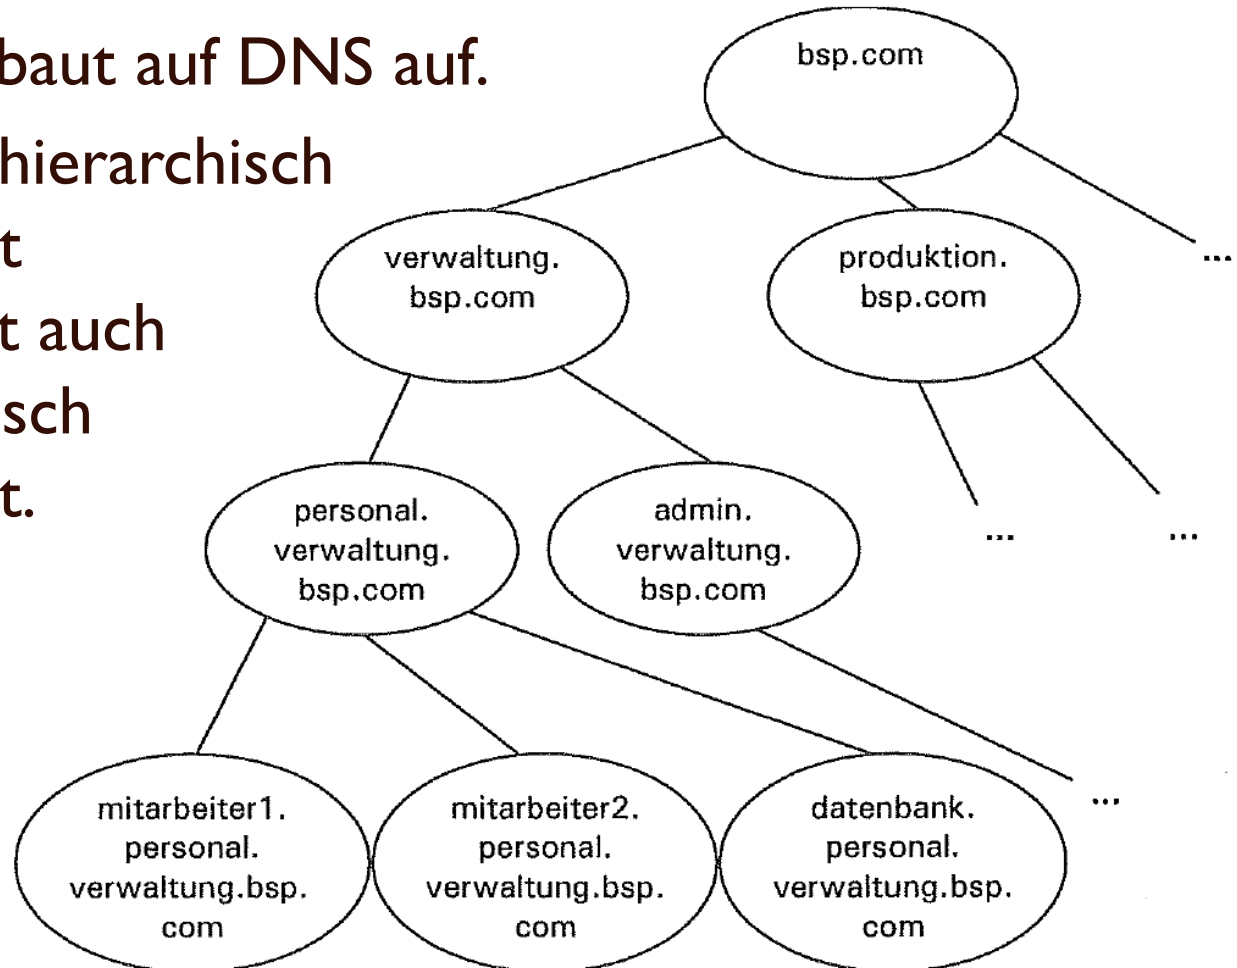 baut auf DNS auf.
hierarchisch
t
t auch
sch
t.
bsp.com
verwaltung.
bsp.com
produktion.
bsp.com
...
personal.
verwaltung.
bsp.com
admin.
verwaltung.
bsp.com
...
...
mitarbeiter1.
personal.
verwaltung.bsp.
com
mitarbeiter2.
personal.
verwaltung.bsp.
com
datenbank.
personal.
verwaltung.bsp.
com
...